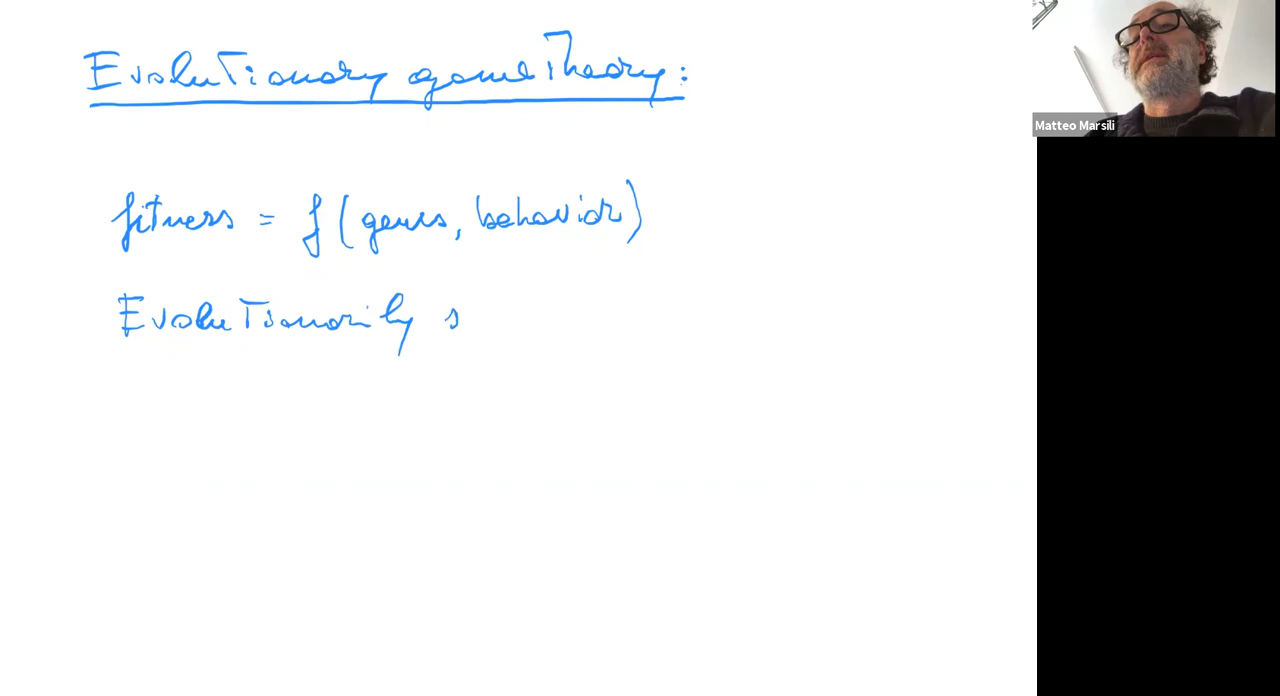 Evolutionary game Theory:
Matteo Marsili
fitness = f (genes, behavior)
Evolutionarily s